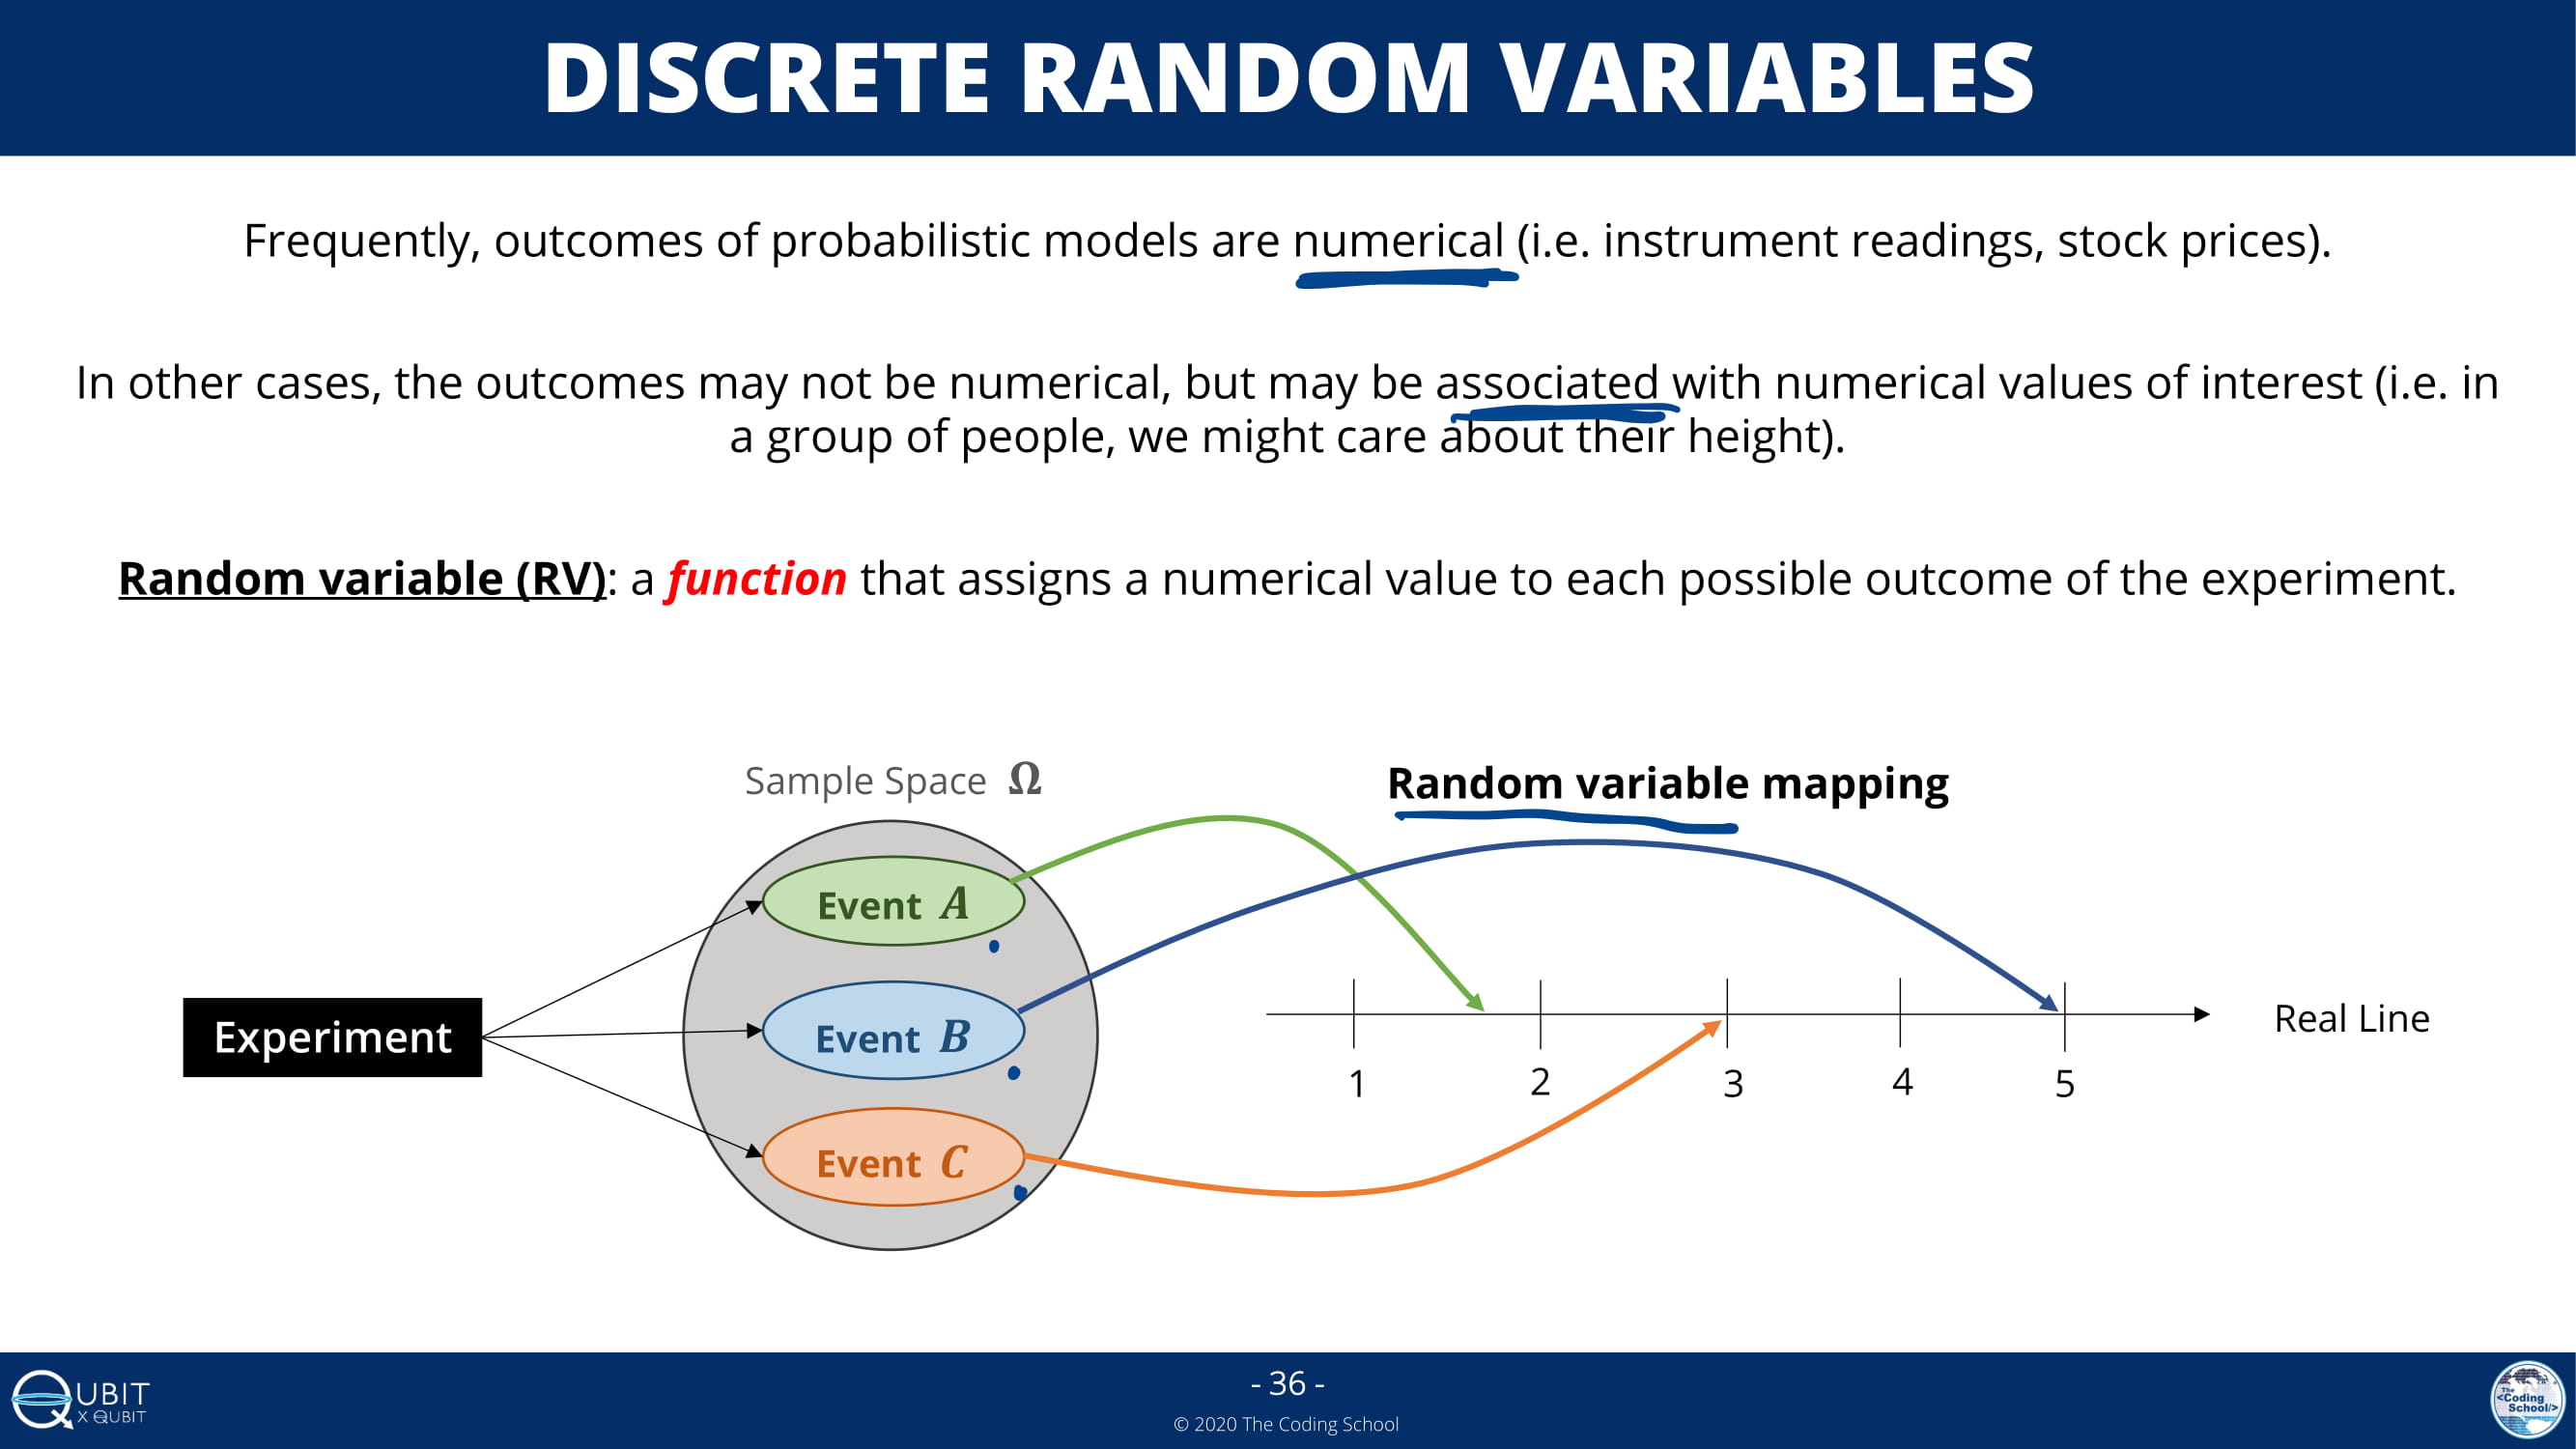 DISCRETE RANDOM VARIABLES
Frequently, outcomes of probabilistic models are numerical (i.e. instrument readings, stock prices).
In other cases, the outcomes may not be numerical, but may be associated with numerical values of interest (i.e. in
a group of people, we might care about their height).
Random variable (RV): a function that assigns a numerical value to each possible outcome of the experiment.
Sample Space Ω
Random variable mapping
Event A
Experiment
Event B
Event C
Real Line
1 2 3 4 5
QUBIT
X QUBIT
- 36 -
© 2020 The Coding School
The
<Coding
School/>